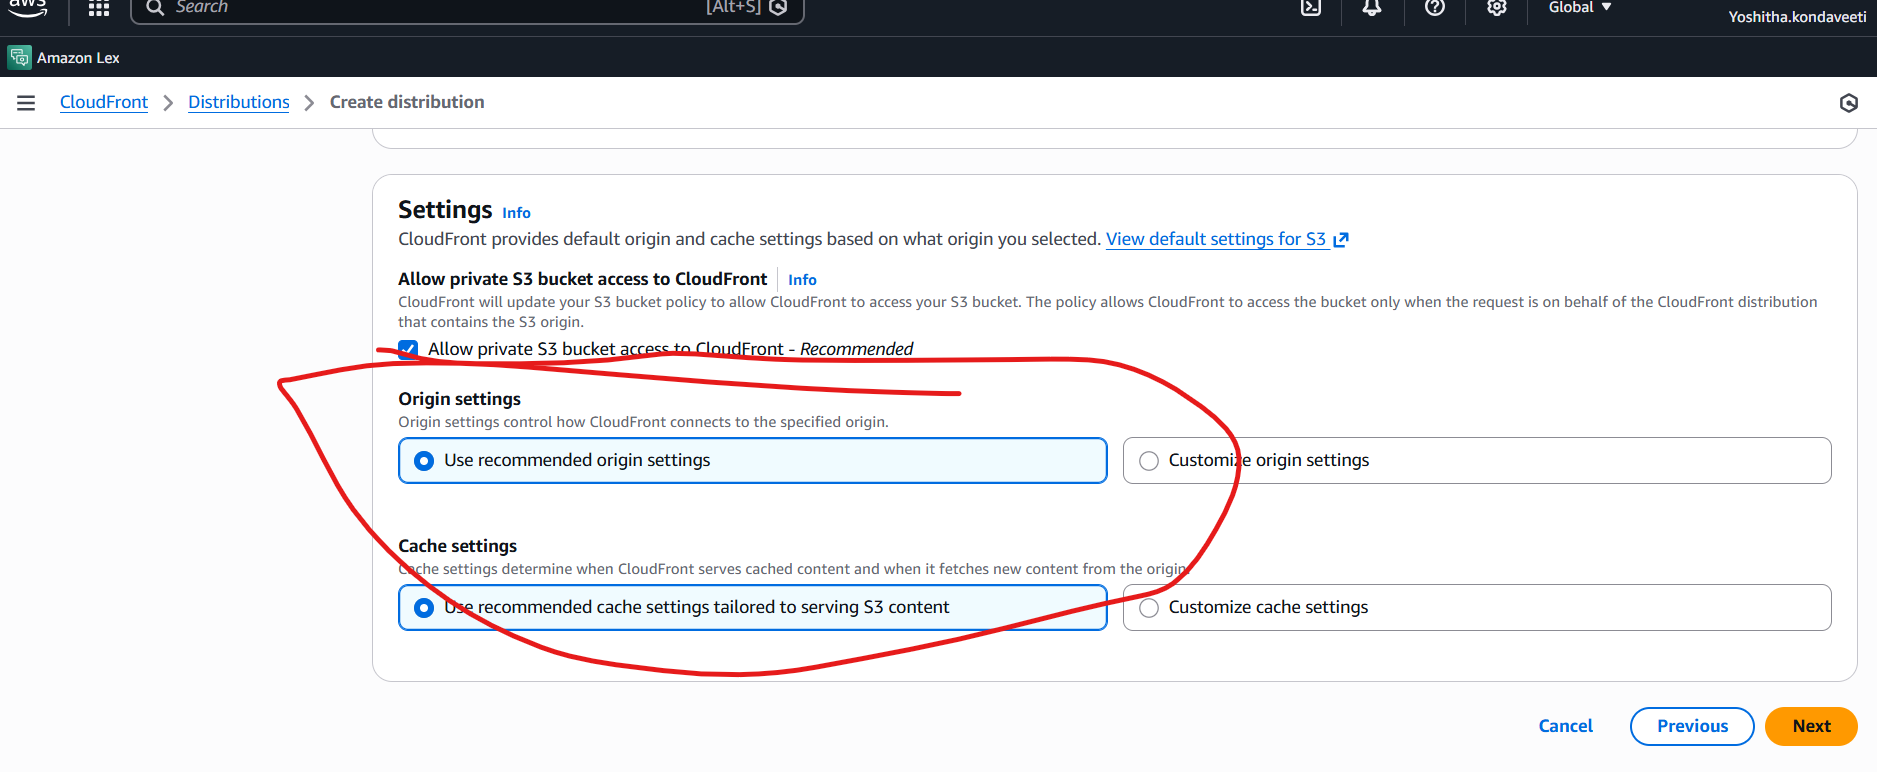 aws
Search [Alt+S]
Global
Yoshitha.kondaveeti
Amazon Lex
CloudFront Distributions Create distribution
Settings Info
CloudFront provides default origin and cache settings based on what origin you selected. View default settings for S3
Allow private S3 bucket access to CloudFront Info
CloudFront will update your S3 bucket policy to allow CloudFront to access your S3 bucket. The policy allows CloudFront to access the bucket only when the request is on behalf of the CloudFront distribution
that contains the S3 origin.
Allow private S3 bucket access to CloudFront - Recommended
Origin settings
Origin settings control how CloudFront connects to the specified origin.
Use recommended origin settings Customize origin settings
Cache settings
Cache settings determine when CloudFront serves cached content and when it fetches new content from the origin.
Use recommended cache settings tailored to serving S3 content Customize cache settings
Cancel Previous Next